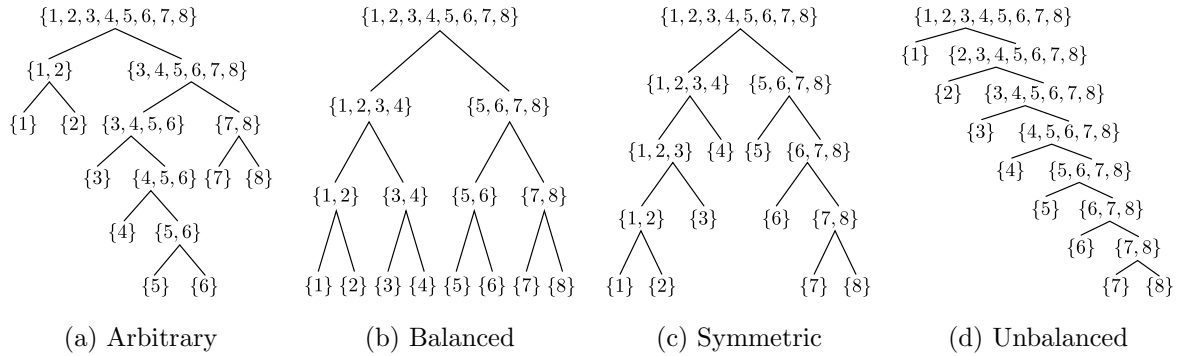 {1, 2, 3, 4, 5, 6, 7, 8}
{1, 2} {3, 4, 5, 6, 7, 8}
{1} {2} {3, 4, 5, 6} {7, 8}
{3} {4, 5, 6} {7} {8}
{4} {5, 6}
{5} {6}
(a) Arbitrary
{1, 2, 3, 4, 5, 6, 7, 8}
{1, 2, 3, 4} {5, 6, 7, 8}
{1, 2} {3, 4} {5, 6} {7, 8}
{1} {2} {3} {4} {5} {6} {7} {8}
(b) Balanced
{1, 2, 3, 4, 5, 6, 7, 8}
{1, 2, 3, 4} {5, 6, 7, 8}
{1, 2, 3} {4} {5} {6, 7, 8}
{1, 2} {3} {6} {7, 8}
{1} {2} {7} {8}
(c) Symmetric
{1, 2, 3, 4, 5, 6, 7, 8}
{1} {2, 3, 4, 5, 6, 7, 8}
{2} {3, 4, 5, 6, 7, 8}
{3} {4, 5, 6, 7, 8}
{4} {5, 6, 7, 8}
{5} {6, 7, 8}
{6} {7, 8}
{7} {8}
(d) Unbalanced